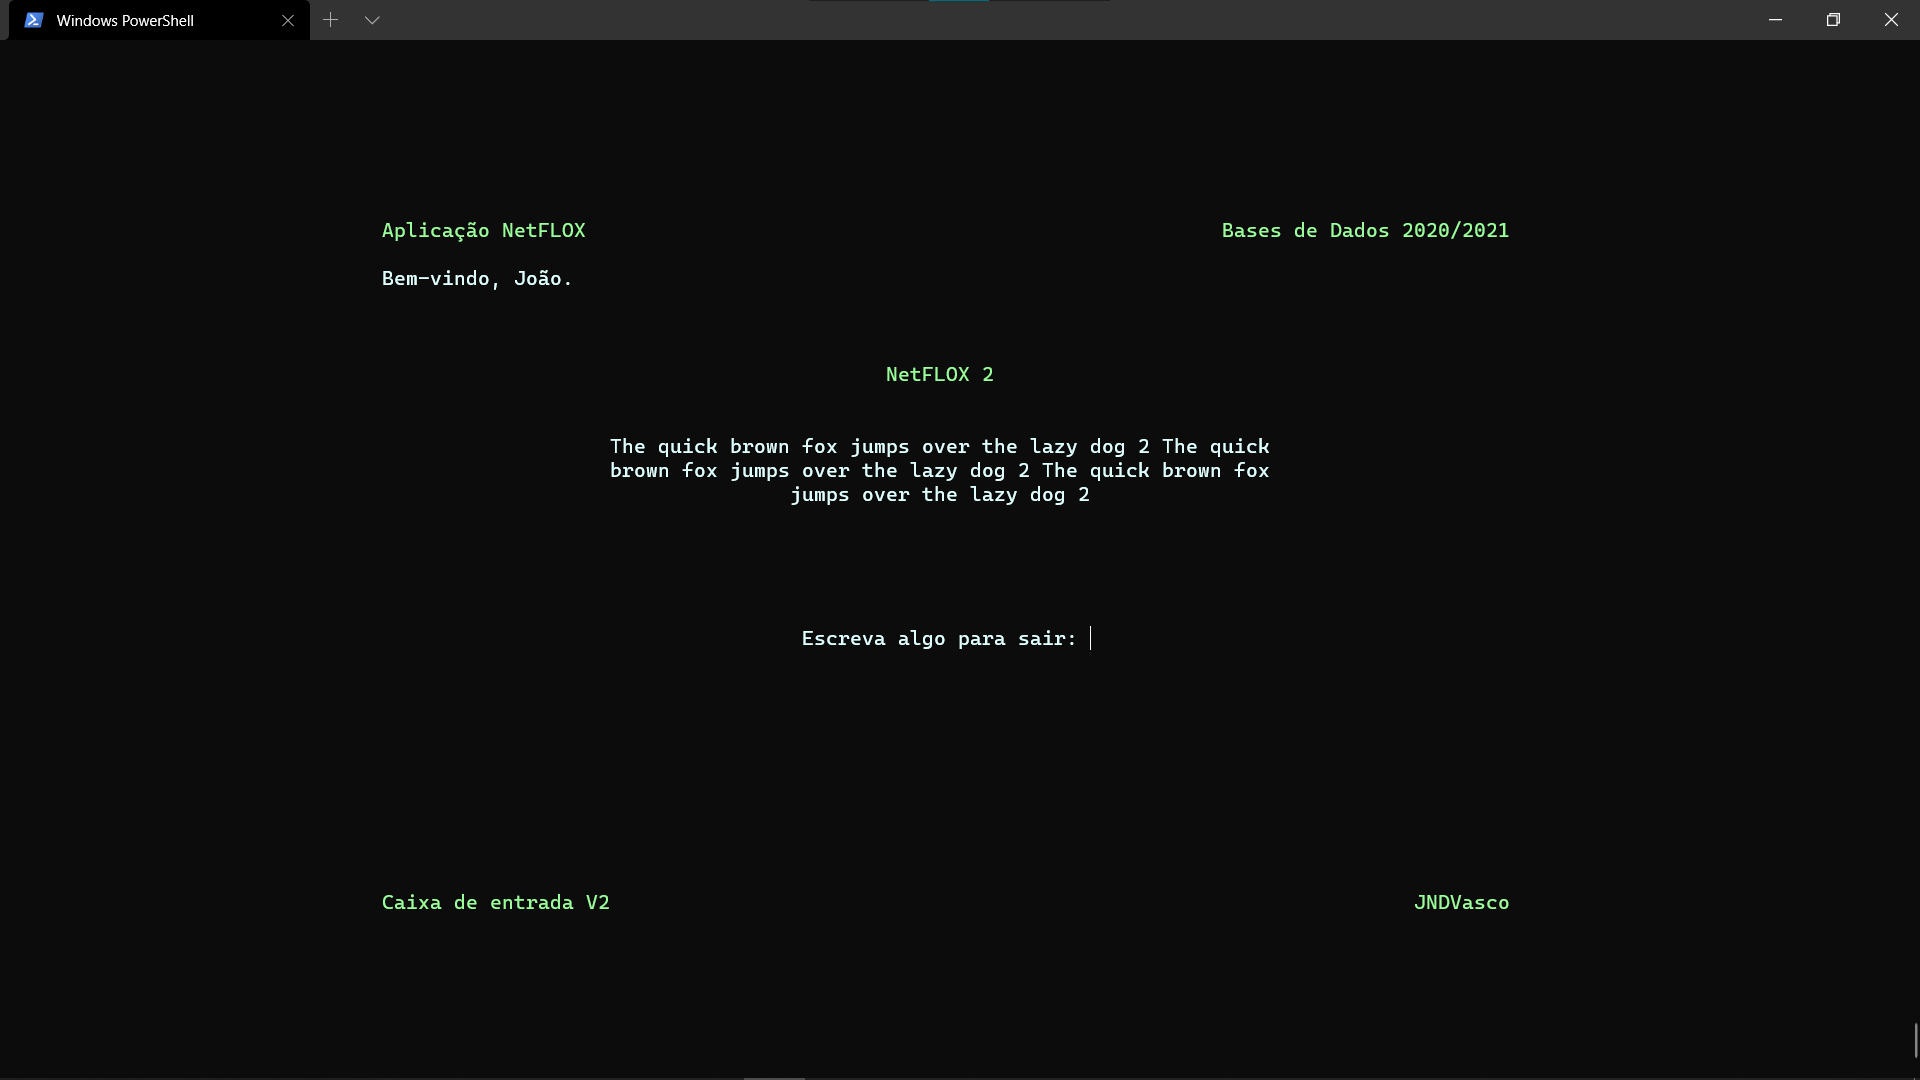 Windows PowerShell
Aplicação NetFLOX
Bases de Dados 2020/2021
Bem-vindo, João.
NetFLOX 2
The quick brown fox jumps over the lazy dog 2 The quick
brown fox jumps over the lazy dog 2 The quick brown fox
jumps over the lazy dog 2
Escreva algo para sair:
Caixa de entrada V2
JNDVasco